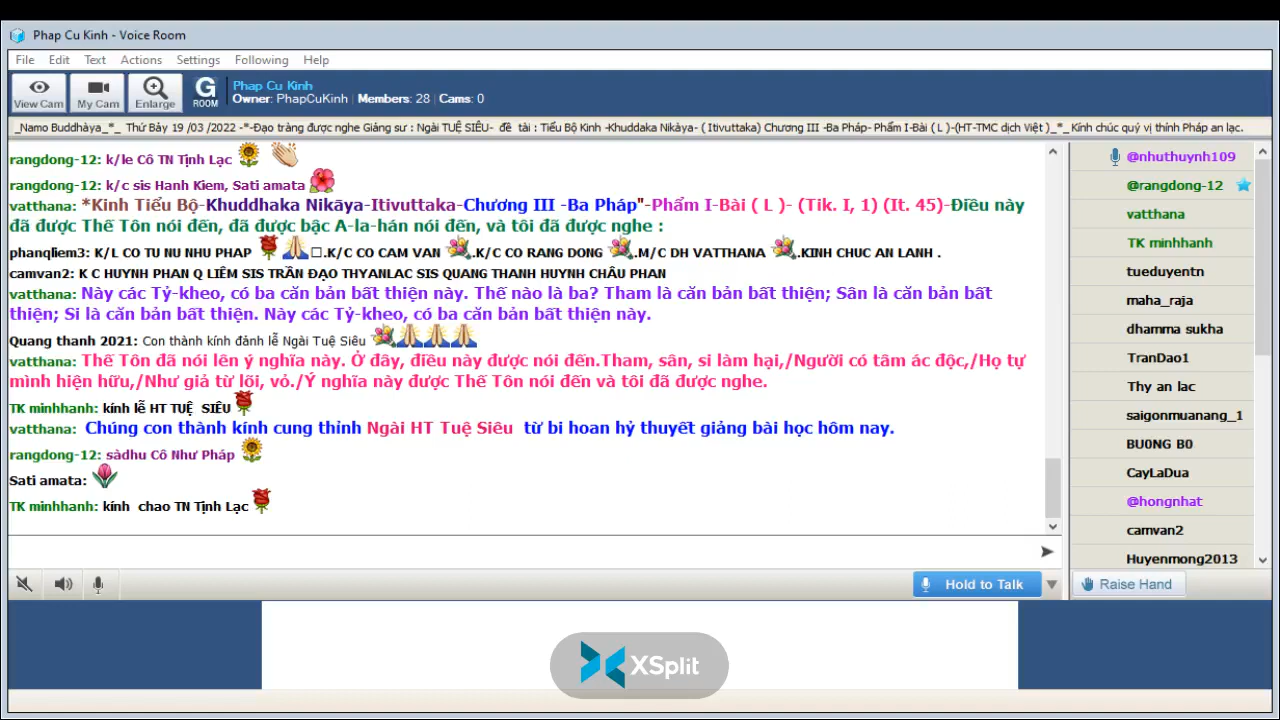 Phap Cu Kinh - Voice Room
File Edit Text Actions Settings Following Help
View Cam My Cam Enlarge G ROOM
Phap Cu Kinh
Owner: PhapCuKinh | Members: 28 | Cams: 0
_Namo Buddhàya_*_ Thứ Bảy 19 /03 /2022 -*-Đạo tràng được nghe Giảng sư : Ngài TUỆ SIÊU- đề tài : Tiểu Bộ Kinh -Khuddaka Nikàya- ( Itivuttaka) Chương III -Ba Pháp- Phẩm I-Bài ( L )-(HT-TMC dịch Việt )_*_Kính chúc quý vị thính Pháp an lạc.
rangdong-12: k/le Cô TN Tịnh Lạc
rangdong-12: k/c sis Hanh Kiem, Sati amata
vatthana: *Kinh Tiểu Bộ-Khuddhaka Nikāya-Itivuttaka-Chương III -Ba Pháp"-Phẩm I-Bài ( L )- (Tik. I, 1) (It. 45)-Điều này
đã được Thế Tôn nói đến, đã được bậc A-la-hán nói đến, và tôi được nghe :
phanqliem3: K/L CO TU NU NHU PHAP .K/C CO CAM VAN .K/C CO RANG DONG .M/C DH VATTHANA .KINH CHUC AN LANH .
camvan2: K C HUYNH PHAN Q LIÊM SIS TRẦN ĐẠO THYANLAC SIS QUANG THANH HUYNH CHÂU PHAN
vatthana: Này các Tỷ-kheo, có ba căn bản bất thiện này. Thế nào là ba? Tham là căn bản bất thiện; Sân là căn bản bất
thiện; Si là căn bản bất thiện. Này các Tỷ-kheo, có ba căn bản bất thiện này.
Quang thanh 2021: Con thành kính đảnh lễ Ngài Tuệ Siêu
vatthana: Thế Tôn đã nói lên ý nghĩa này. Ở đây, điều này được nói đến.Tham, sân, si làm hại,/Người có tâm ác độc,/Họ tự
mình hiện hữu,/Như giả từ lõi, vỏ./Ý nghĩa này được Thế Tôn nói đến và tôi đã được nghe.
TK minhhanh: kính lễ HT TUỆ SIÊU
vatthana: Chúng con thành kính cung thỉnh Ngài HT Tuệ Siêu từ bi hoan hỷ thuyết giảng bài học hôm nay.
rangdong-12: sàdhu Cô Như Pháp
Sati amata:
TK minhhanh: kính chao TN Tịnh Lạc
@nhuthuynh109
@rangdong-12
vatthana
TK minhhanh
tueduyentn
maha_raja
dhamma sukha
TranDao1
Thy an lac
saigonmuanang_1
BU0NG B0
CayLaDua
@hongnhat
camvan2
Huyenmong2013
Hold to Talk
Raise Hand
XSplit